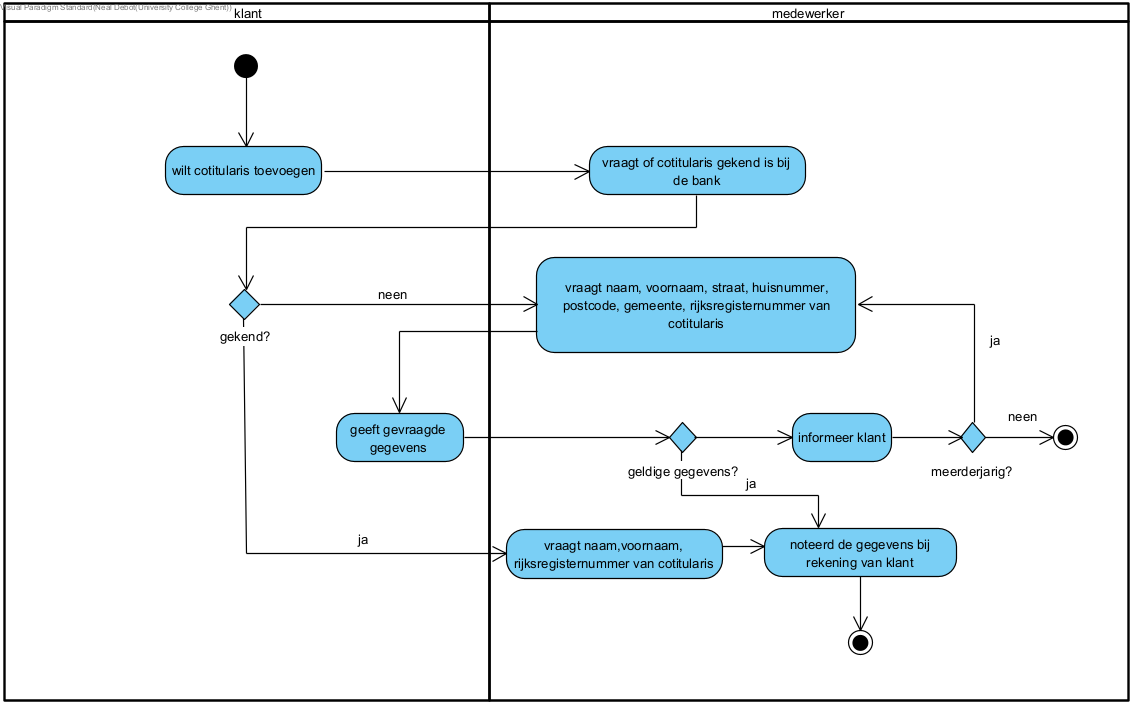 Visual Paradigm Standard(Neal Debot(University College Ghent))
klant
medewerker
wilt cotitularis toevoegen
vraagt of cotitularis gekend is bij
de bank
neen
vraagt naam, voornaam, straat, huisnummer,
postcode, gemeente, rijksregisternummer van
cotitularis
gekend?
ja
neen
geeft gevraagde
gegevens
informeer klant
geldige gegevens?
meerderjarig?
ja
ja
vraagt naam,voornaam,
rijksregisternummer van cotitularis
noteerd de gegevens bij
rekening van klant